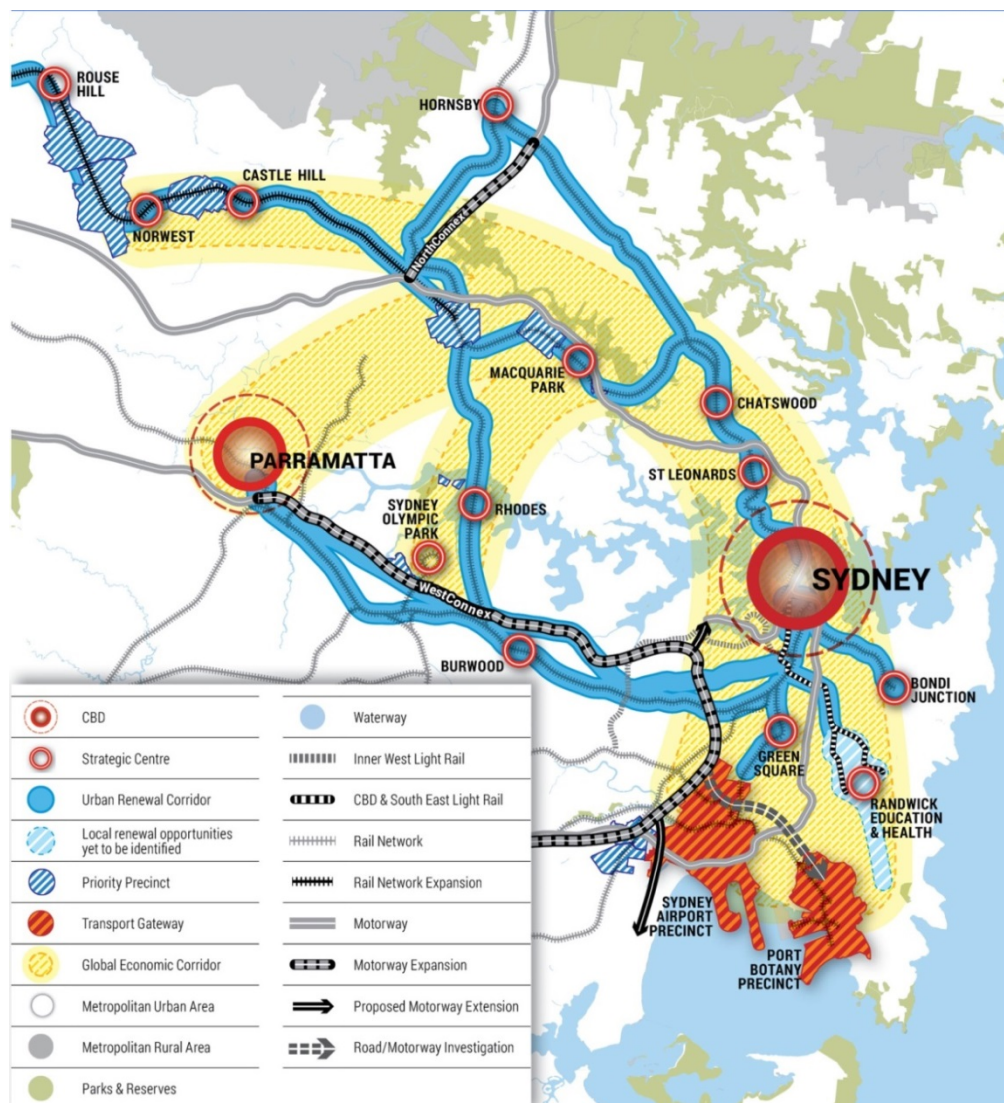 ROUSE
HILL
HORNSBY
CASTLE HILL
NORWEST
NorthConnex
MACQUARIE
PARK
CHATSWOOD
PARRAMATTA
ST LEONARDS
SYDNEY
OLYMPIC
PARK
RHODES
SYDNEY
WestConnex
BURWOOD
BONDI
JUNCTION
GREEN
SQUARE
RANDWICK
EDUCATION
& HEALTH
SYDNEY
AIRPORT
PRECINCT
PORT
BOTANY
PRECINCT
CBD
Strategic Centre
Urban Renewal Corridor
Local renewal opportunities
yet to be identified
Priority Precinct
Transport Gateway
Global Economic Corridor
Metropolitan Urban Area
Metropolitan Rural Area
Parks & Reserves
Waterway
Inner West Light Rail
CBD & South East Light Rail
Rail Network
Rail Network Expansion
Motorway
Motorway Expansion
Proposed Motorway Extension
Road/Motorway Investigation